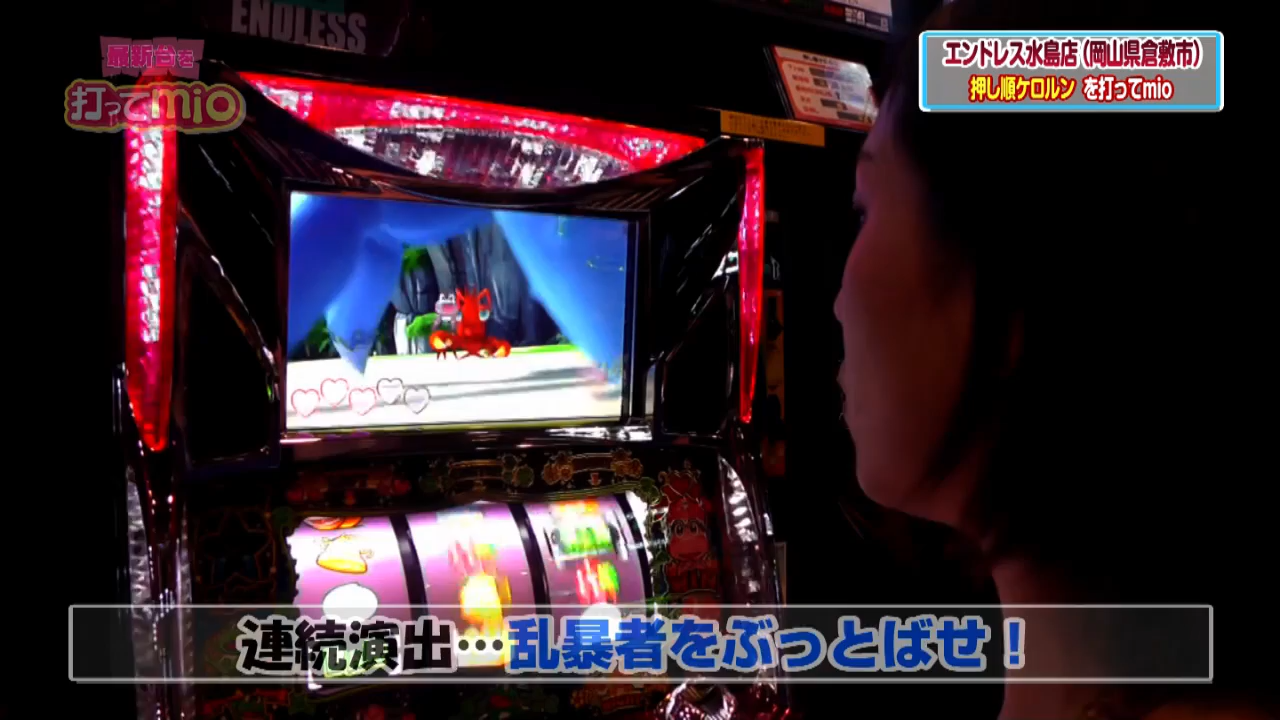 ENDLESS
最新台を
打ってmio
エンドレス水島店（岡山県倉敷市）
押し順ケロルン を打ってmio
連続演出…乱暴者をぶっとばせ！